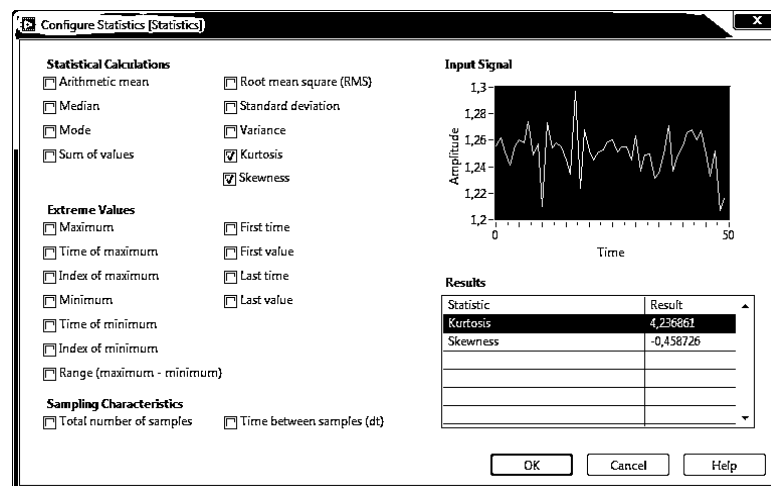 Configure Statistics [Statistics]
X
Statistical Calculations
Arithmetic mean
Median
Mode
Sum of values
Root mean square (RMS)
Standard deviation
Variance
Kurtosis
Skewness
Extreme Values
Maximum
Time of maximum
Index of maximum
Minimum
Time of minimum
Index of minimum
Range (maximum - minimum)
First time
First value
Last time
Last value
Sampling Characteristics
Total number of samples
Time between samples (dt)
Input Signal
Amplitude
1,3
1,28
1,26
1,24
1,22
1,2
0
50
Time
Results
Statistic Result
Kurtosis 4,236861
Skewness -0,458726
OK
Cancel
Help